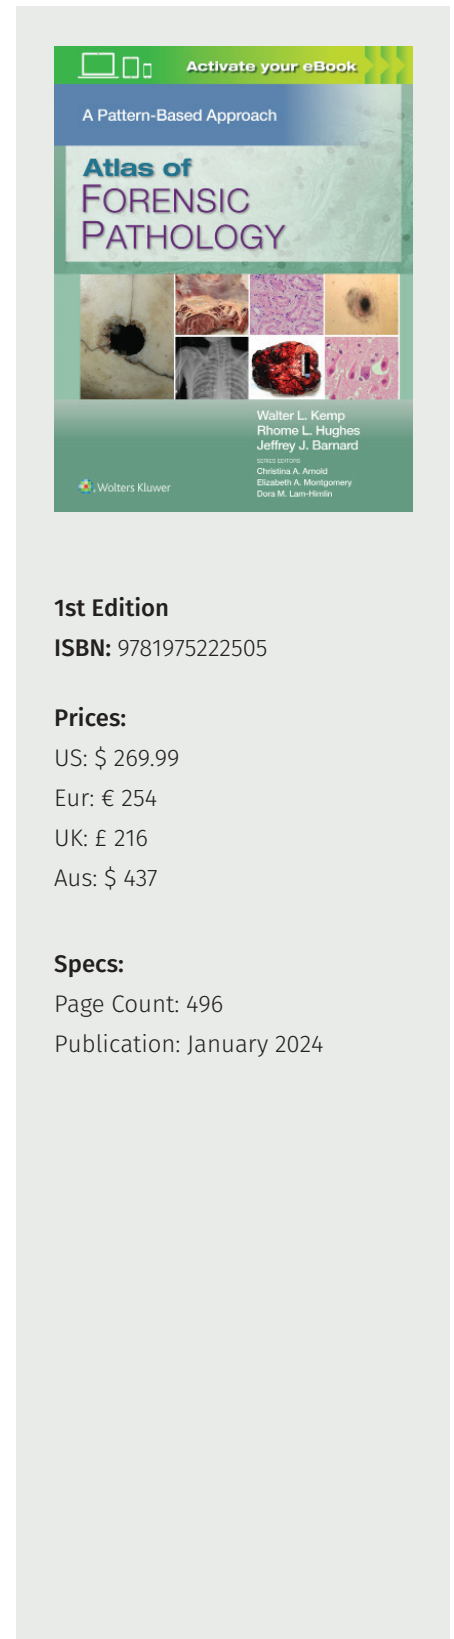 Activate your eBook
A Pattern-Based Approach
Atlas of
FORENSIC
PATHOLOGY
Walter L. Kemp
Rhome L. Hughes
Jeffrey J. Barnard
SERIES EDITORS
Christina A. Arnold
Elizabeth A. Montgomery
Dora M. Lam-Himlin
Wolters Kluwer
1st Edition
ISBN: 9781975222505
Prices:
US: $ 269.99
Eur: € 254
UK: £ 216
Aus: $ 437
Specs:
Page Count: 496
Publication: January 2024